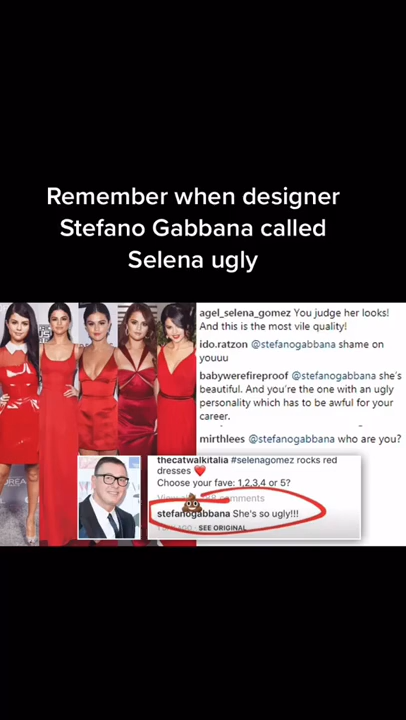 Remember when designer
Stefano Gabbana called
Selena ugly
agel_selena_gomez You judge her looks!
And this is the most vile quality!
ido.ratzon @stefanogabbana shame on
youuu
babywerefireproof @stefanogabbana she's
beautiful. And you're the one with an ugly
personality which has to be awful for your
career.
mirthlees @stefanogabbana who are you?
thecatwalkitalia #selenagomez rocks red
dresses ❤️
Choose your fave: 1,2,3,4 or 5?
comments
stefanogabbana She's so ugly!!!
AGO · SEE ORIGINAL